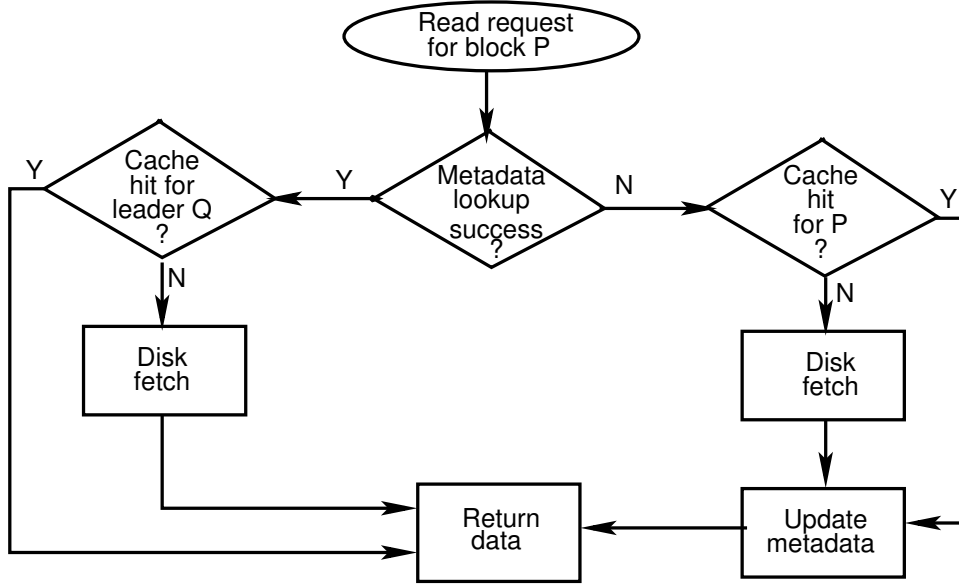 Read request
for block P
Metadata
lookup
success
?
Y
N
Cache
hit for
leader Q
?
Y
N
Cache
hit
for P
?
Y
N
Disk
fetch
Disk
fetch
Return
data
Update
metadata